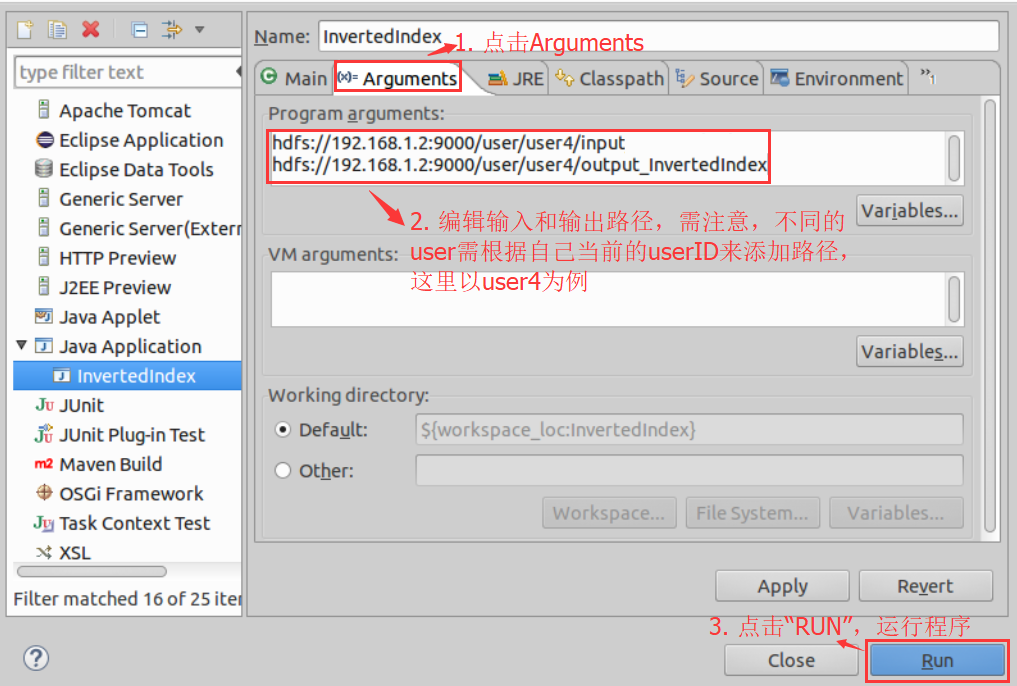 Name: InvertedIndex
1. 点击Arguments
type filter text
Main
(x)= Arguments
JRE
Classpath
Source
Environment
»1
Apache Tomcat
Eclipse Application
Eclipse Data Tools
Generic Server
Generic Server(Extern
HTTP Preview
J2EE Preview
Java Applet
Java Application
InvertedIndex
JUnit
JUnit Plug-in Test
Maven Build
OSGi Framework
Task Context Test
XSL
Filter matched 16 of 25 iter
Program arguments:
hdfs://192.168.1.2:9000/user/user4/input
hdfs://192.168.1.2:9000/user/user4/output_InvertedIndex
Variables...
2. 编辑输入和输出路径，需注意，不同的
user需根据自己当前的userID来添加路径，
这里以user4为例
VM arguments:
Variables...
Working directory:
Default:
${workspace_loc:InvertedIndex}
Other:
Workspace...
File System...
Variables...
Apply
Revert
3. 点击“RUN”，运行程序
Close
Run